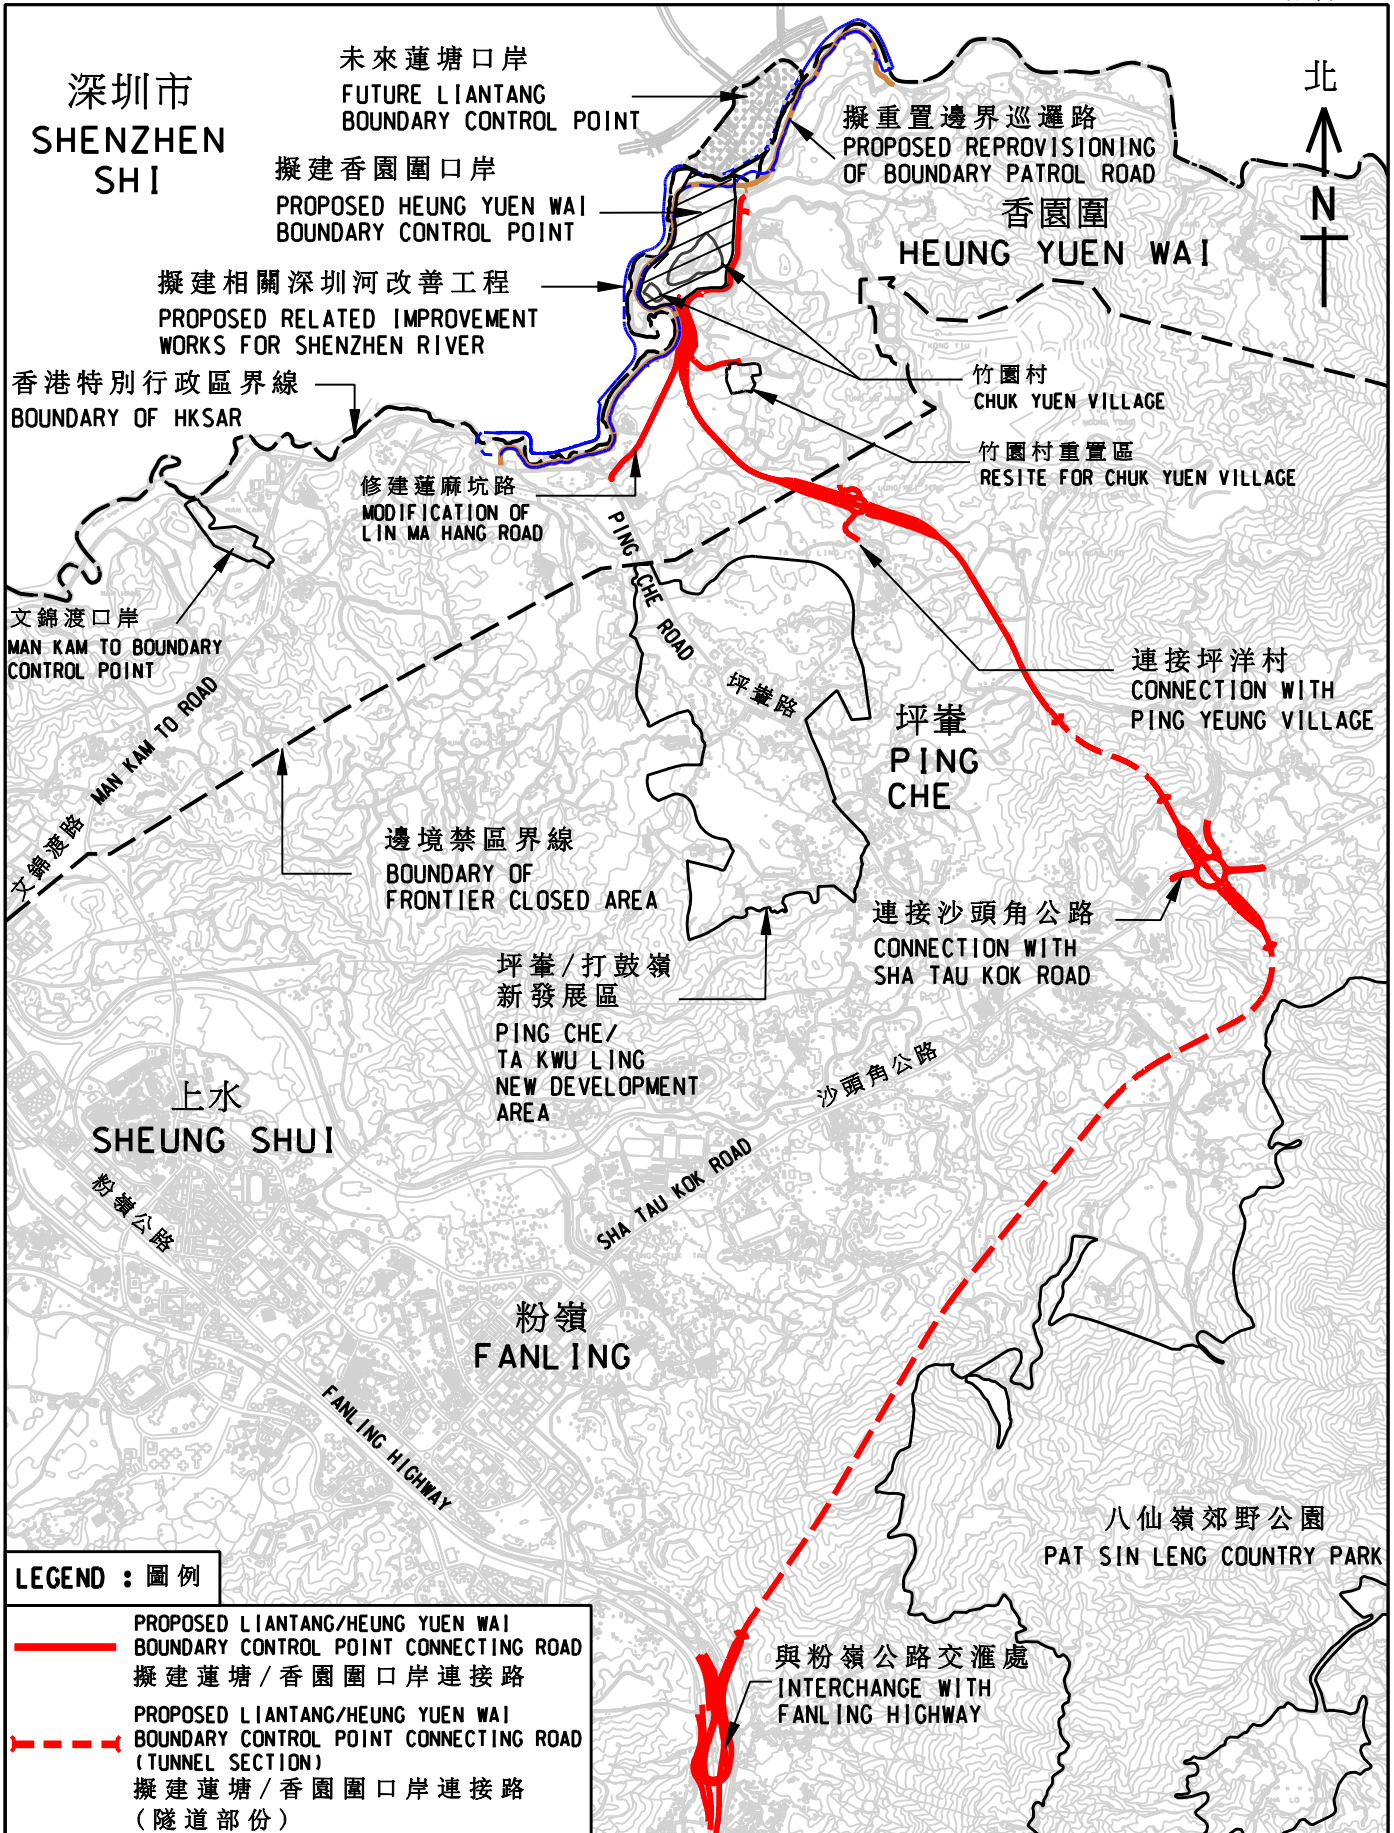 深圳市
SHENZHEN
SHI
未來蓮塘口岸
FUTURE LIANTANG
BOUNDARY CONTROL POINT
擬建香園圍口岸
PROPOSED HEUNG YUEN WAI
BOUNDARY CONTROL POINT
擬建相關深圳河改善工程
PROPOSED RELATED IMPROVEMENT
WORKS FOR SHENZHEN RIVER
香港特別行政區界線
BOUNDARY OF HKSAR
擬重置邊界巡邏路
PROPOSED REPROVISIONING
OF BOUNDARY PATROL ROAD
北
N
香園圍
HEUNG YUEN WAI
竹園村
CHUK YUEN VILLAGE
竹園村重置區
RESITE FOR CHUK YUEN VILLAGE
修建蓮麻坑路
MODIFICATION OF
LIN MA HANG ROAD
PING CHE ROAD
坪輋路
文錦渡口岸
MAN KAM TO BOUNDARY
CONTROL POINT
文錦渡路 MAN KAM TO ROAD
連接坪洋村
CONNECTION WITH
PING YEUNG VILLAGE
坪輋
PING
CHE
邊境禁區界線
BOUNDARY OF
FRONTIER CLOSED AREA
連接沙頭角公路
CONNECTION WITH
SHA TAU KOK ROAD
坪輋/打鼓嶺
新發展區
PING CHE/
TA KWU LING
NEW DEVELOPMENT
AREA
沙頭角公路
SHA TAU KOK ROAD
上水
SHEUNG SHUI
粉嶺公路
粉嶺
FANLING
FANLING HIGHWAY
八仙嶺郊野公園
PAT SIN LENG COUNTRY PARK
與粉嶺公路交滙處
INTERCHANGE WITH
FANLING HIGHWAY
LEGEND : 圖例
PROPOSED LIANTANG/HEUNG YUEN WAI
BOUNDARY CONTROL POINT CONNECTING ROAD
擬建蓮塘/香園圍口岸連接路
PROPOSED LIANTANG/HEUNG YUEN WAI
BOUNDARY CONTROL POINT CONNECTING ROAD
(TUNNEL SECTION)
擬建蓮塘/香園圍口岸連接路
(隧道部份)